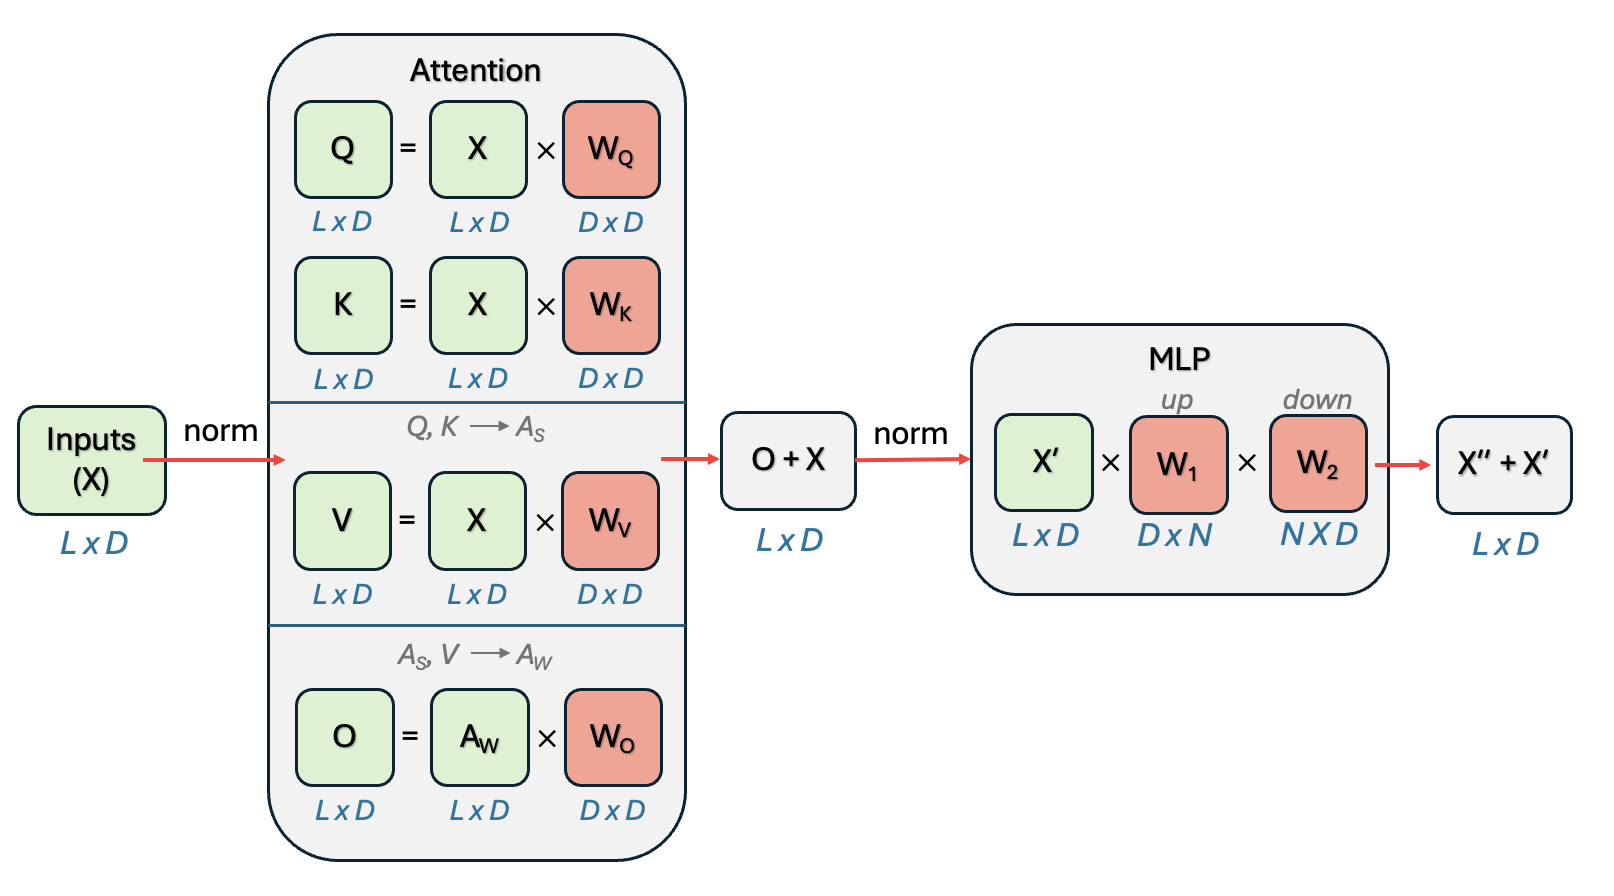 Attention
Q = X × W_Q
L x D L x D D x D
K = X × W_K
L x D L x D D x D
Inputs
(X)
L x D
norm
Q, K → A_S
V = X × W_V
L x D L x D D x D
A_S, V → A_W
O = A_W × W_O
L x D L x D D x D
O + X
L x D
norm
MLP
up down
X′ × W_1 × W_2
L x D D x N N X D
X″ + X′
L x D